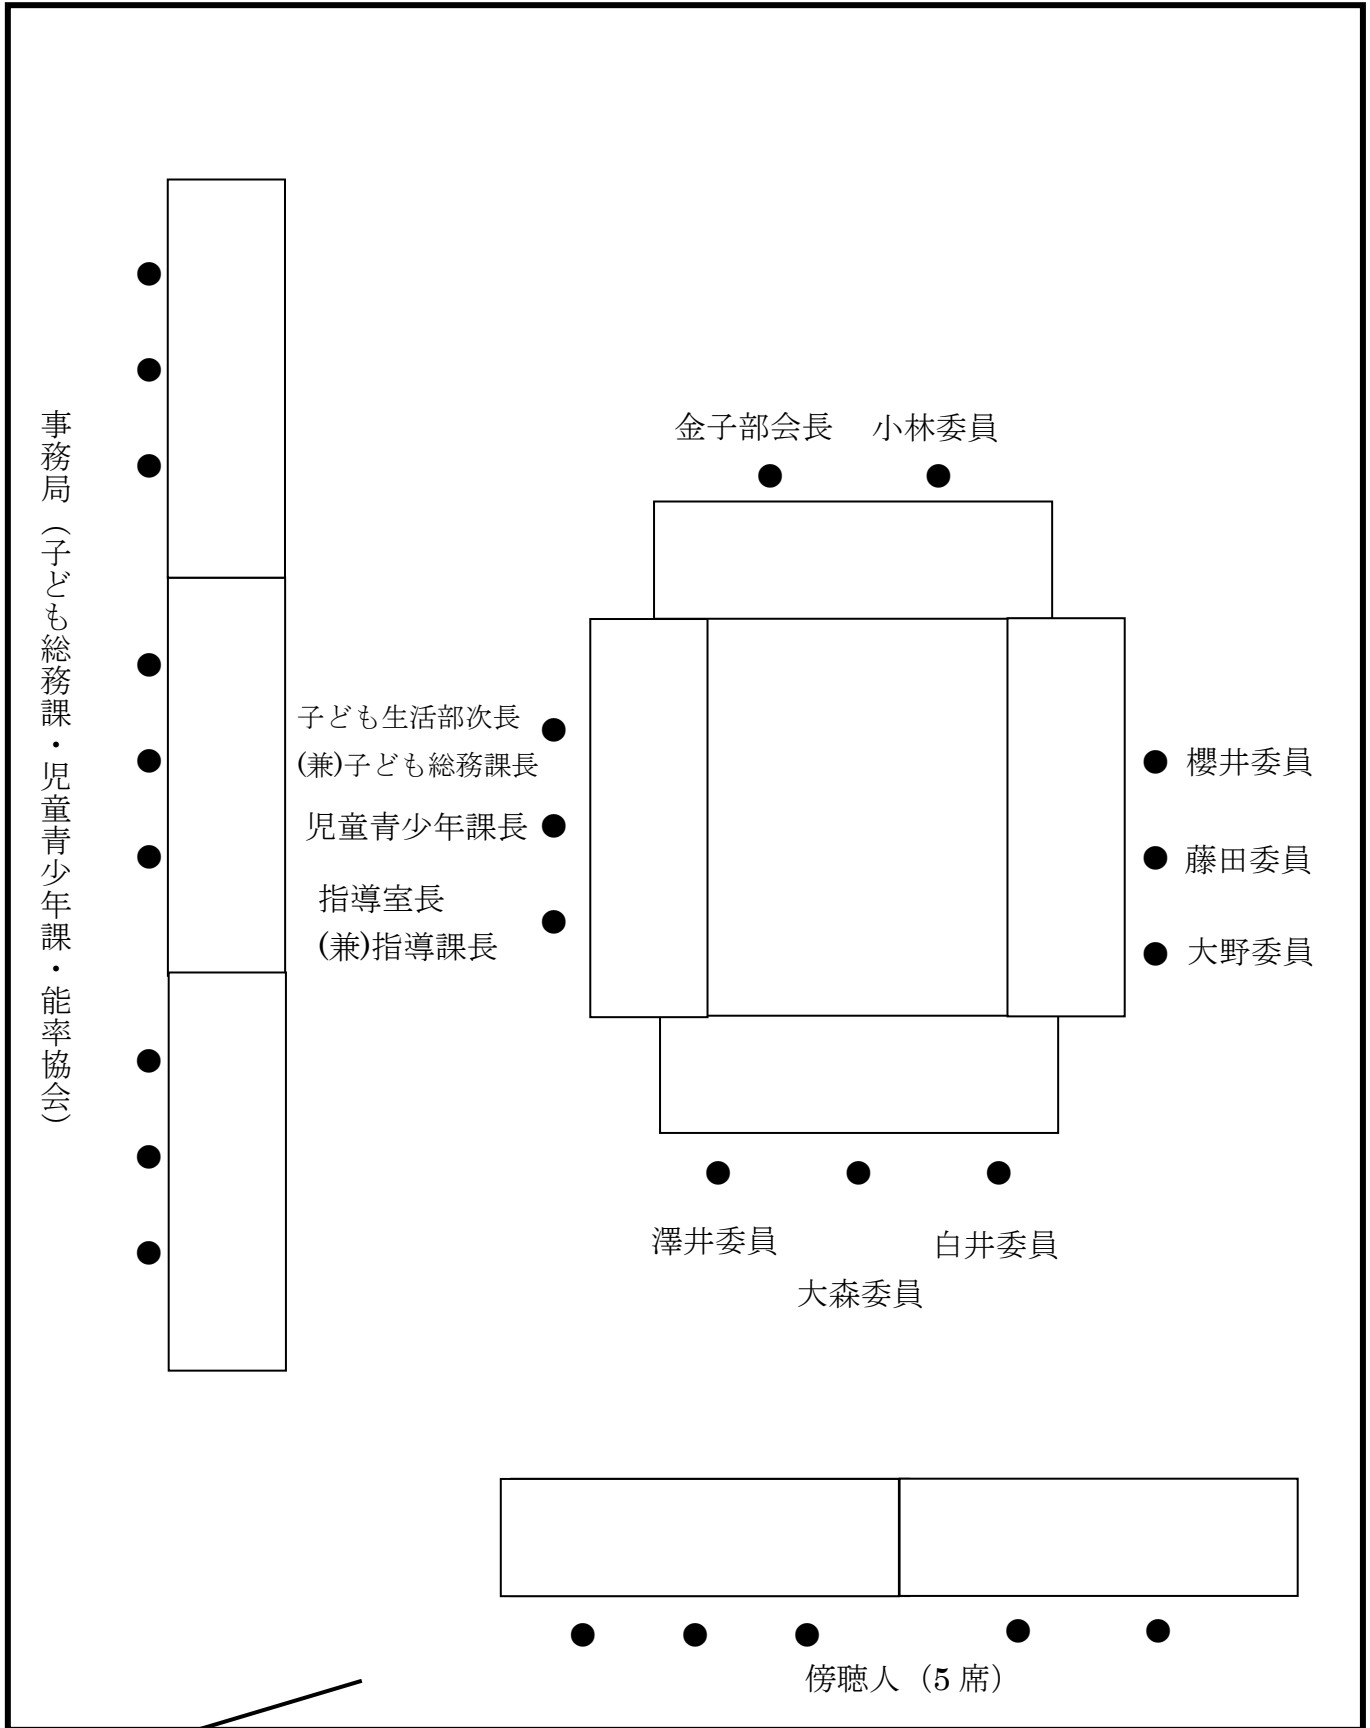 事務局（子ども総務課・児童青少年課・能率協会）
金子部会長　小林委員
子ども生活部次長
(兼)子ども総務課長
児童青少年課長
指導室長
(兼)指導課長
櫻井委員
藤田委員
大野委員
澤井委員
大森委員
白井委員
傍聴人（5 席）